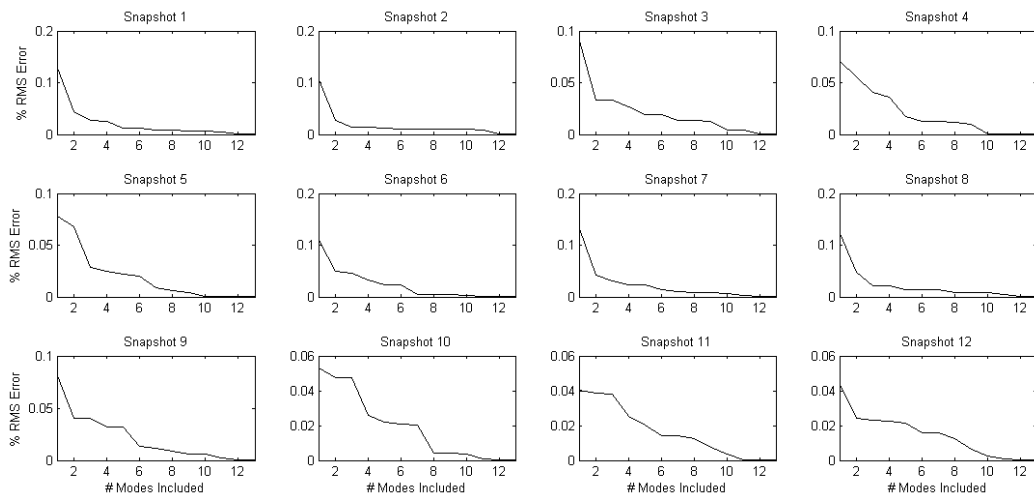 Snapshot 1
Snapshot 2
Snapshot 3
Snapshot 4
0.2
0.1
0
% RMS Error
2 4 6 8 10 12
0.2
0.1
0
2 4 6 8 10 12
0.1
0.05
0
2 4 6 8 10 12
0.1
0.05
0
2 4 6 8 10 12
Snapshot 5
Snapshot 6
Snapshot 7
Snapshot 8
0.1
0.05
0
% RMS Error
2 4 6 8 10 12
0.2
0.1
0
2 4 6 8 10 12
0.2
0.1
0
2 4 6 8 10 12
0.2
0.1
0
2 4 6 8 10 12
Snapshot 9
Snapshot 10
Snapshot 11
Snapshot 12
0.1
0.05
0
% RMS Error
2 4 6 8 10 12
# Modes Included
0.06
0.04
0.02
0
2 4 6 8 10 12
# Modes Included
0.06
0.04
0.02
0
2 4 6 8 10 12
# Modes Included
0.06
0.04
0.02
0
2 4 6 8 10 12
# Modes Included